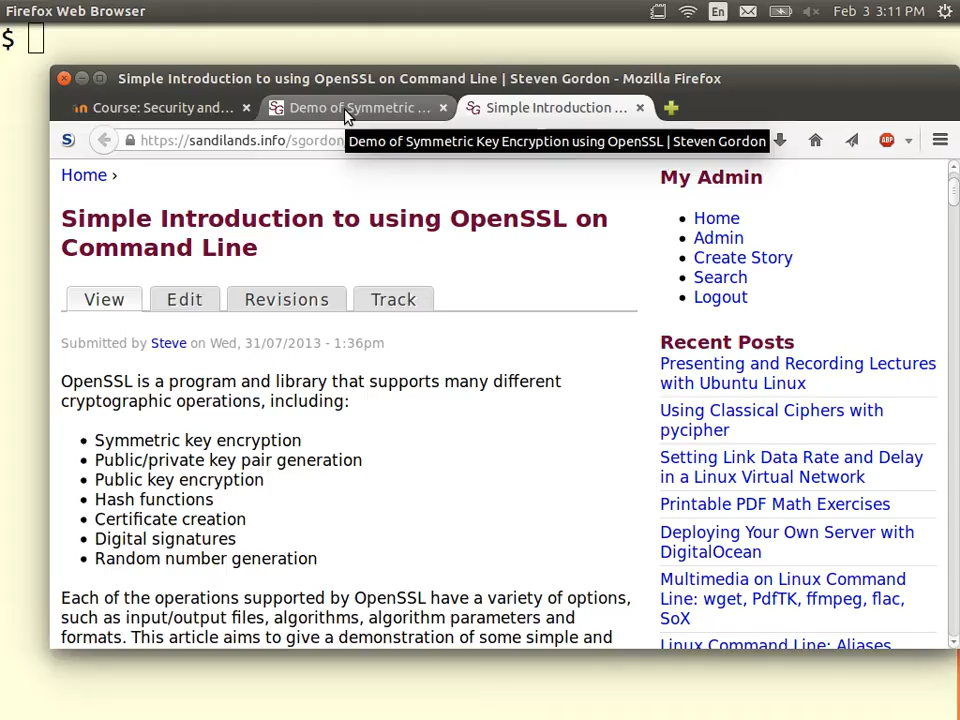 Firefox Web Browser
En
Feb 3 3:11 PM
$
Simple Introduction to using OpenSSL on Command Line | Steven Gordon - Mozilla Firefox
Course: Security and...
Demo of Symmetric ...
Simple Introduction ...
https://sandilands.info/sgordon
Demo of Symmetric Key Encryption using OpenSSL | Steven Gordon
ABP
Home ›
Simple Introduction to using OpenSSL on
Command Line
View
Edit
Revisions
Track
Submitted by Steve on Wed, 31/07/2013 - 1:36pm
OpenSSL is a program and library that supports many different
cryptographic operations, including:
Symmetric key encryption
Public/private key pair generation
Public key encryption
Hash functions
Certificate creation
Digital signatures
Random number generation
Each of the operations supported by OpenSSL have a variety of options,
such as input/output files, algorithms, algorithm parameters and
formats. This article aims to give a demonstration of some simple and
My Admin
Home
Admin
Create Story
Search
Logout
Recent Posts
Presenting and Recording Lectures
with Ubuntu Linux
Using Classical Ciphers with
pycipher
Setting Link Data Rate and Delay
in a Linux Virtual Network
Printable PDF Math Exercises
Deploying Your Own Server with
DigitalOcean
Multimedia on Linux Command
Line: wget, PdfTK, ffmpeg, flac,
SoX
Linux Command Line: Aliases